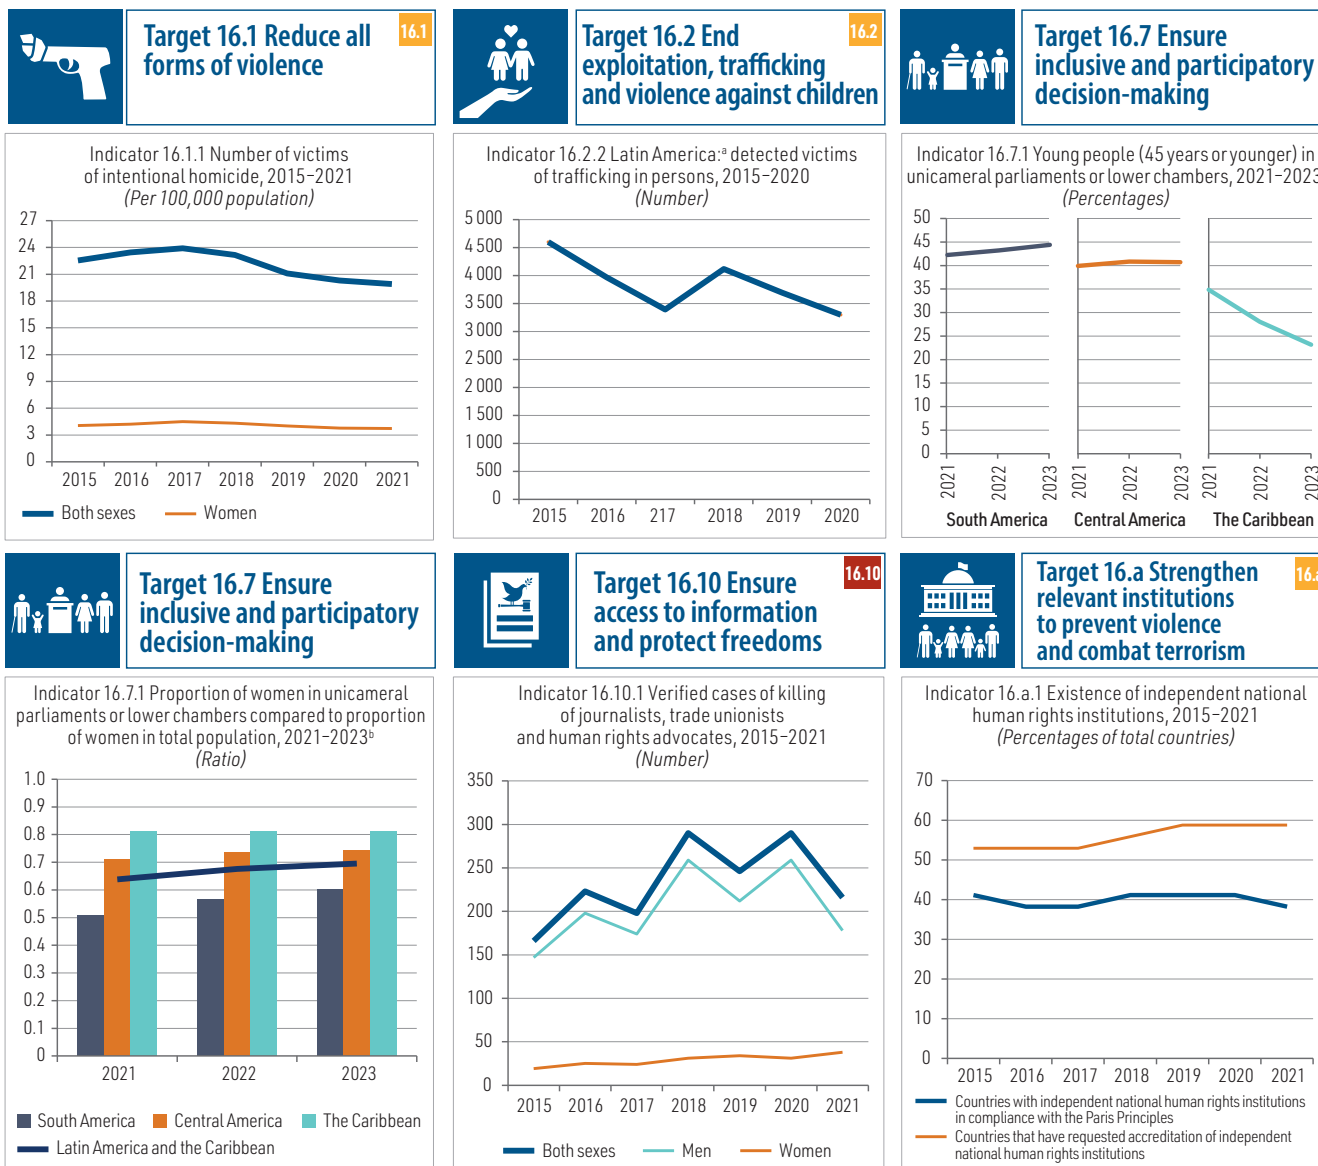 Target 16.1 Reduce all
forms of violence
16.1
Indicator 16.1.1 Number of victims
of intentional homicide, 2015–2021
(Per 100,000 population)
27
24
21
18
15
12
9
6
3
0
2015 2016 2017 2018 2019 2020 2021
Both sexes Women
Target 16.2 End
exploitation, trafficking
and violence against children
16.2
Indicator 16.2.2 Latin America:ª detected victims
of trafficking in persons, 2015–2020
(Number)
5 000
4 500
4 000
3 500
3 000
2 500
2 000
1 500
1 000
500
0
2015 2016 217 2018 2019 2020
Target 16.7 Ensure
inclusive and participatory
decision-making
Indicator 16.7.1 Young people (45 years or younger) in
unicameral parliaments or lower chambers, 2021–2023
(Percentages)
50
45
40
35
30
25
20
15
10
5
0
2021 2022 2023 2021 2022 2023 2021 2022 2023
South America Central America The Caribbean
Target 16.7 Ensure
inclusive and participatory
decision-making
Indicator 16.7.1 Proportion of women in unicameral
parliaments or lower chambers compared to proportion
of women in total population, 2021–2023ᵇ
(Ratio)
1.0
0.9
0.8
0.7
0.6
0.5
0.4
0.3
0.2
0.1
0
2021 2022 2023
South America Central America The Caribbean
Latin America and the Caribbean
Target 16.10 Ensure
access to information
and protect freedoms
16.10
Indicator 16.10.1 Verified cases of killing
of journalists, trade unionists
and human rights advocates, 2015–2021
(Number)
350
300
250
200
150
100
50
0
2015 2016 2017 2018 2019 2020 2021
Both sexes Men Women
Target 16.a Strengthen
relevant institutions
to prevent violence
and combat terrorism
16.a
Indicator 16.a.1 Existence of independent national
human rights institutions, 2015–2021
(Percentages of total countries)
70
60
50
40
30
20
10
0
2015 2016 2017 2018 2019 2020 2021
Countries with independent national human rights institutions
in compliance with the Paris Principles
Countries that have requested accreditation of independent
national human rights institutions